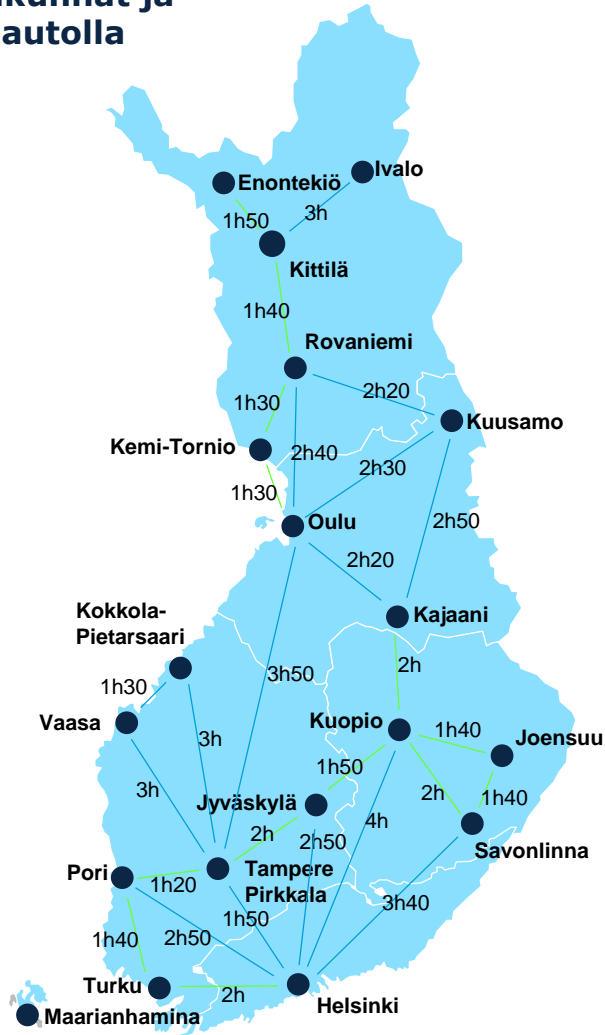 autolla
Enontekiö
Ivalo
1h50
3h
Kittilä
1h40
Rovaniemi
2h20
1h30
Kuusamo
Kemi-Tornio
2h40
2h30
1h30
Oulu
2h50
2h20
Kokkola-
Pietarsaari
Kajaani
2h
3h50
1h30
Vaasa
Kuopio
1h40
Joensuu
3h
1h50
3h
2h
1h40
Jyväskylä
2h
2h50
4h
Savonlinna
Pori
1h20
Tampere
Pirkkala
3h40
1h50
1h40
2h50
Turku
2h
Helsinki
Maarianhamina